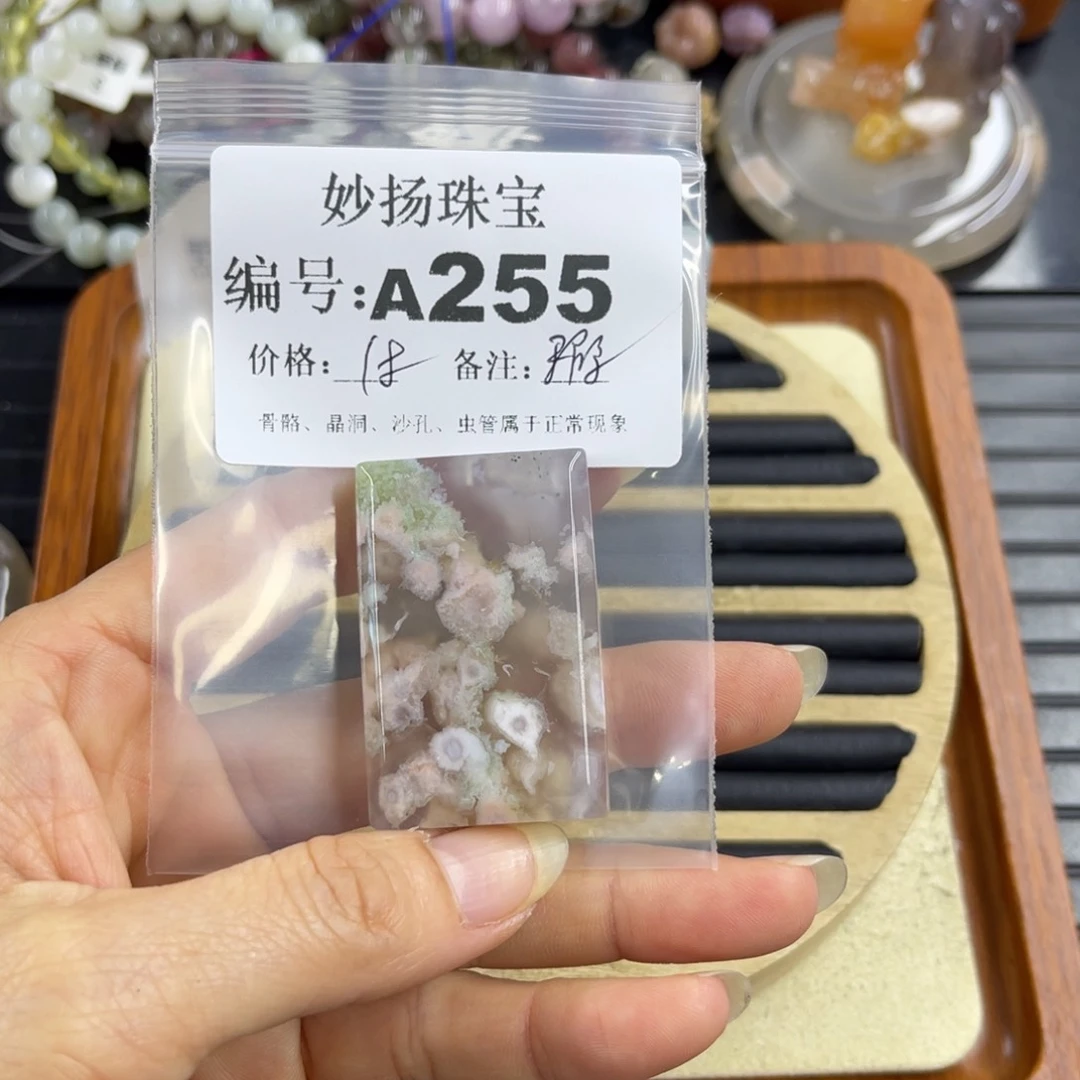 妙扬珠宝
编号:A255
价格: 备注:
骨骼、晶洞、沙孔、虫管属于正常现象